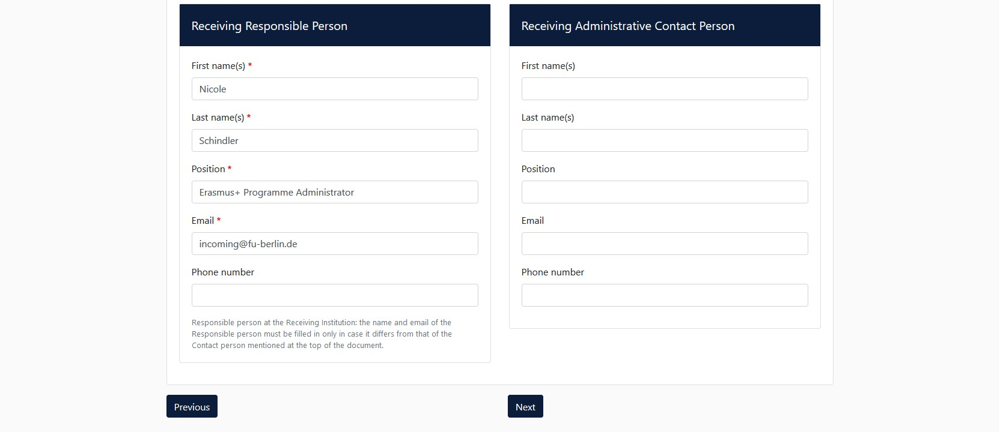 Receiving Responsible Person
First name(s) *
Nicole
Last name(s) *
Schindler
Position *
Erasmus+ Programme Administrator
Email *
incoming@fu-berlin.de
Phone number
Responsible person at the Receiving Institution: the name and email of the
Responsible person must be filled in only in case it differs from that of the
Contact person mentioned at the top of the document.
Receiving Administrative Contact Person
First name(s)
Last name(s)
Position
Email
Phone number
Previous
Next